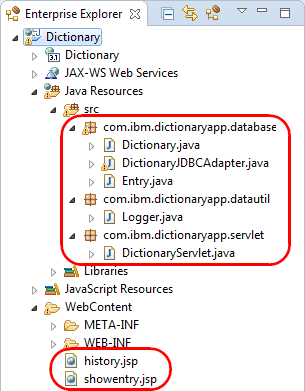 Enterprise Explorer
Dictionary
Dictionary
JAX-WS Web Services
Java Resources
src
com.ibm.dictionaryapp.database
Dictionary.java
DictionaryJDBCAdapter.java
Entry.java
com.ibm.dictionaryapp.datautil
Logger.java
com.ibm.dictionaryapp.servlet
DictionaryServlet.java
Libraries
JavaScript Resources
WebContent
META-INF
WEB-INF
history.jsp
showentry.jsp